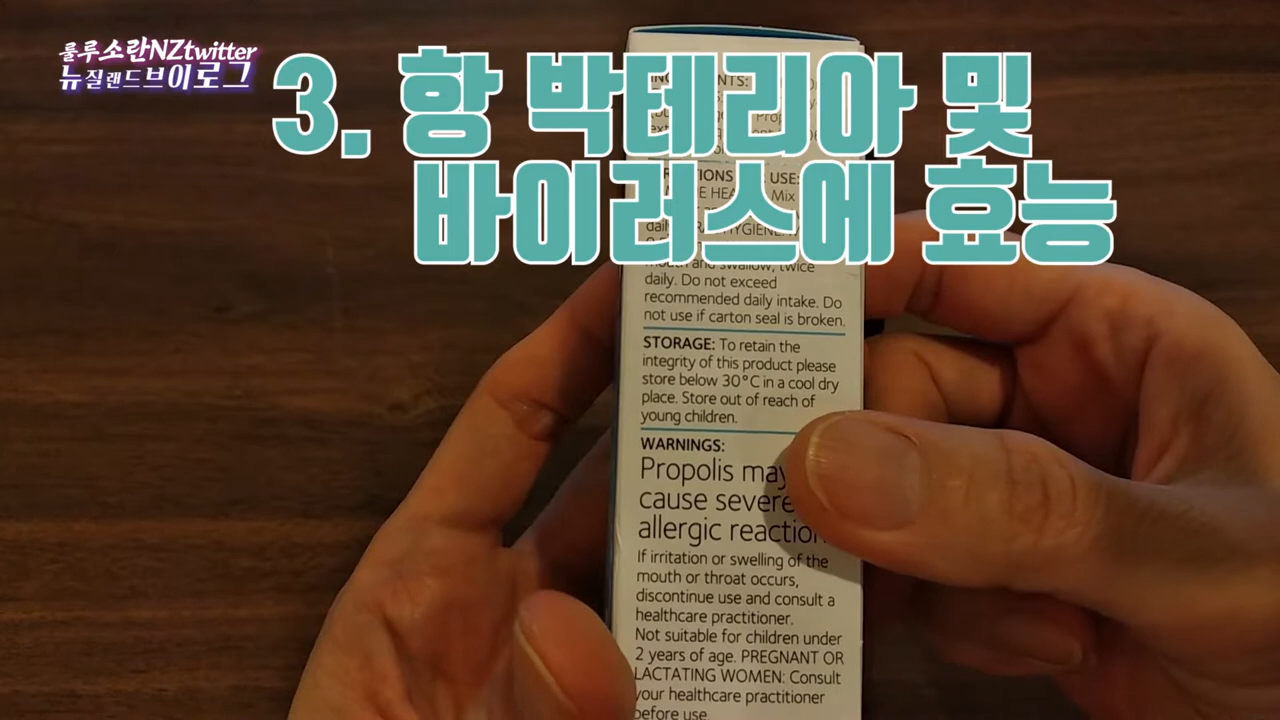 룰루소란NZtwitter
뉴질랜드브이로그
3. 항 박테리아 및
바이러스에 효능
USE:
Mix
mouth and swallow, twice
daily. Do not exceed
recommended daily intake. Do
not use if carton seal is broken.
STORAGE: To retain the
integrity of this product please
store below 30°C in a cool dry
place. Store out of reach of
young children.
WARNINGS:
Propolis may
cause severe
allergic reaction.
If irritation or swelling of the
mouth or throat occurs,
discontinue use and consult a
healthcare practitioner.
Not suitable for children under
2 years of age. PREGNANT OR
LACTATING WOMEN: Consult
your healthcare practitioner
before use.